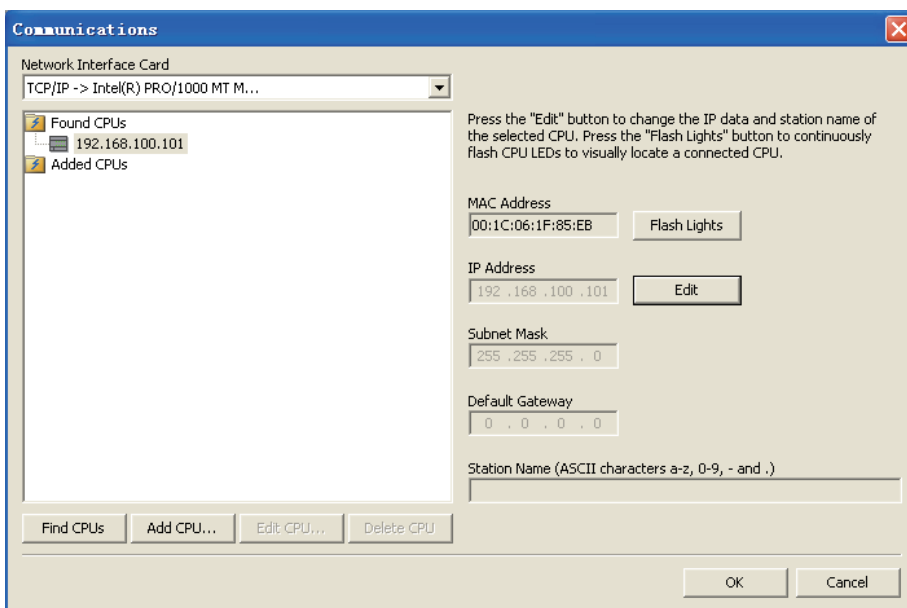 Communications
Network Interface Card
TCP/IP -> Intel(R) PRO/1000 MT M...
Found CPUs
192.168.100.101
Added CPUs
Press the "Edit" button to change the IP data and station name of
the selected CPU. Press the "Flash Lights" button to continuously
flash CPU LEDs to visually locate a connected CPU.
MAC Address
00:1C:06:1F:85:EB
Flash Lights
IP Address
192 .168 .100 .101
Edit
Subnet Mask
255 .255 .255 . 0
Default Gateway
0 . 0 . 0 . 0
Station Name (ASCII characters a-z, 0-9, - and .)
Find CPUs
Add CPU...
Edit CPU...
Delete CPU
OK
Cancel